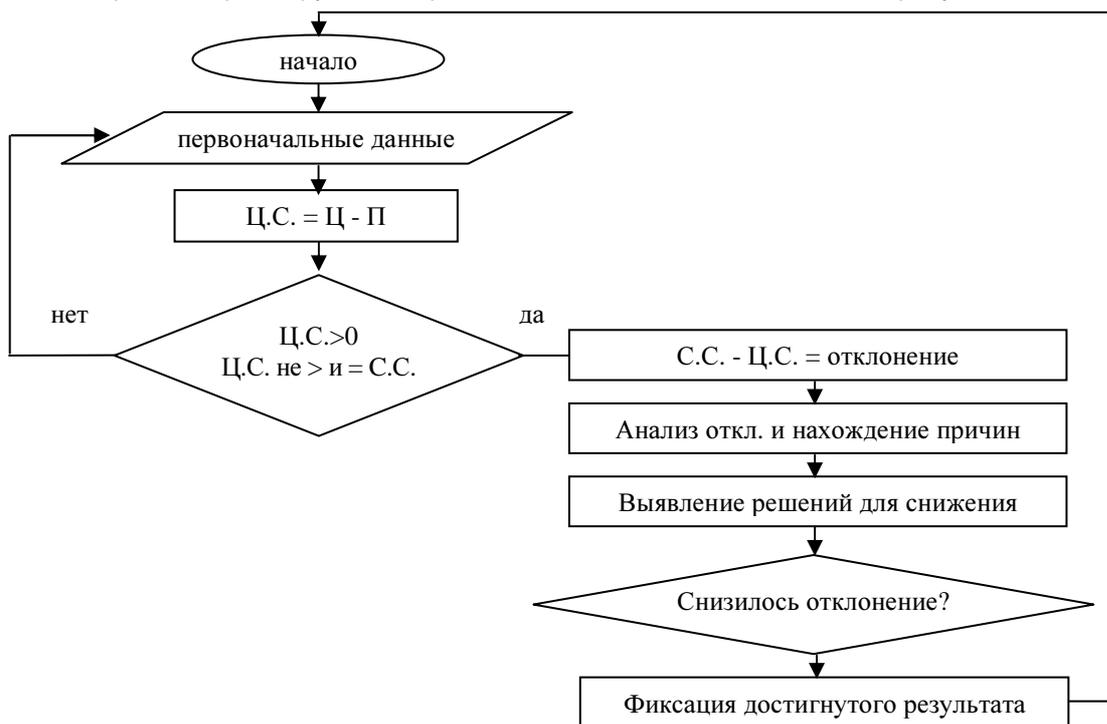 начало
первоначальные данные
Ц.С. = Ц - П
нет
да
Ц.С.>0
Ц.С. не > и = С.С.
С.С. - Ц.С. = отклонение
Анализ откл. и нахождение причин
Выявление решений для снижения
Снизилось отклонение?
Фиксация достигнутого результата